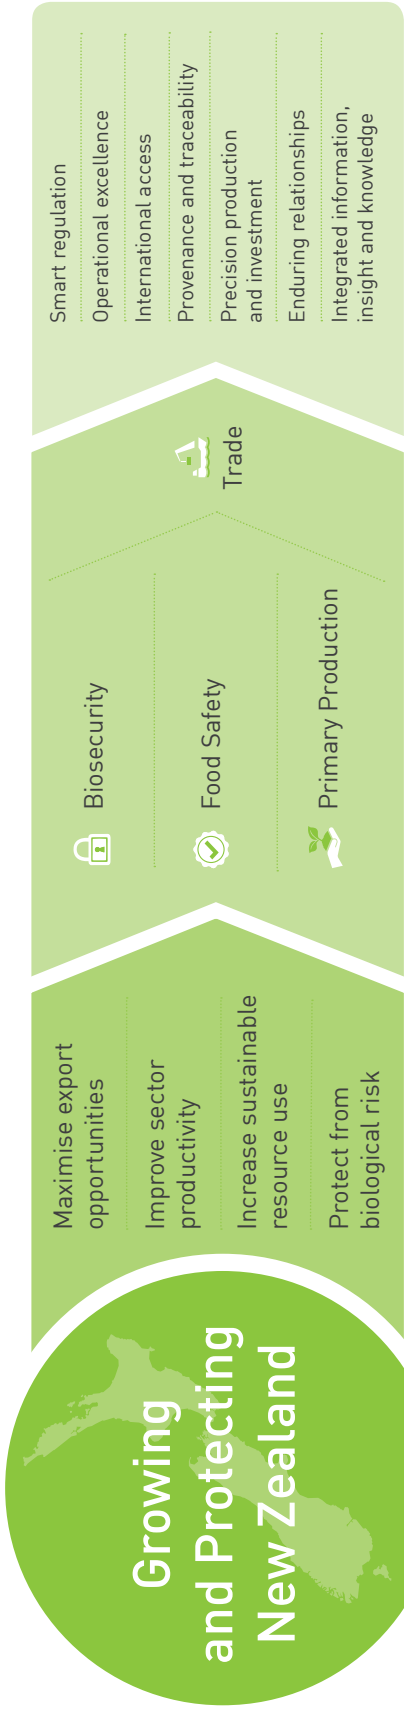 Growing
and Protecting
New Zealand
Maximise export
opportunities
Improve sector
productivity
Increase sustainable
resource use
Protect from
biological risk
Biosecurity
Food Safety
Primary Production
Trade
Smart regulation
Operational excellence
International access
Provenance and traceability
Precision production
and investment
Enduring relationships
Integrated information,
insight and knowledge